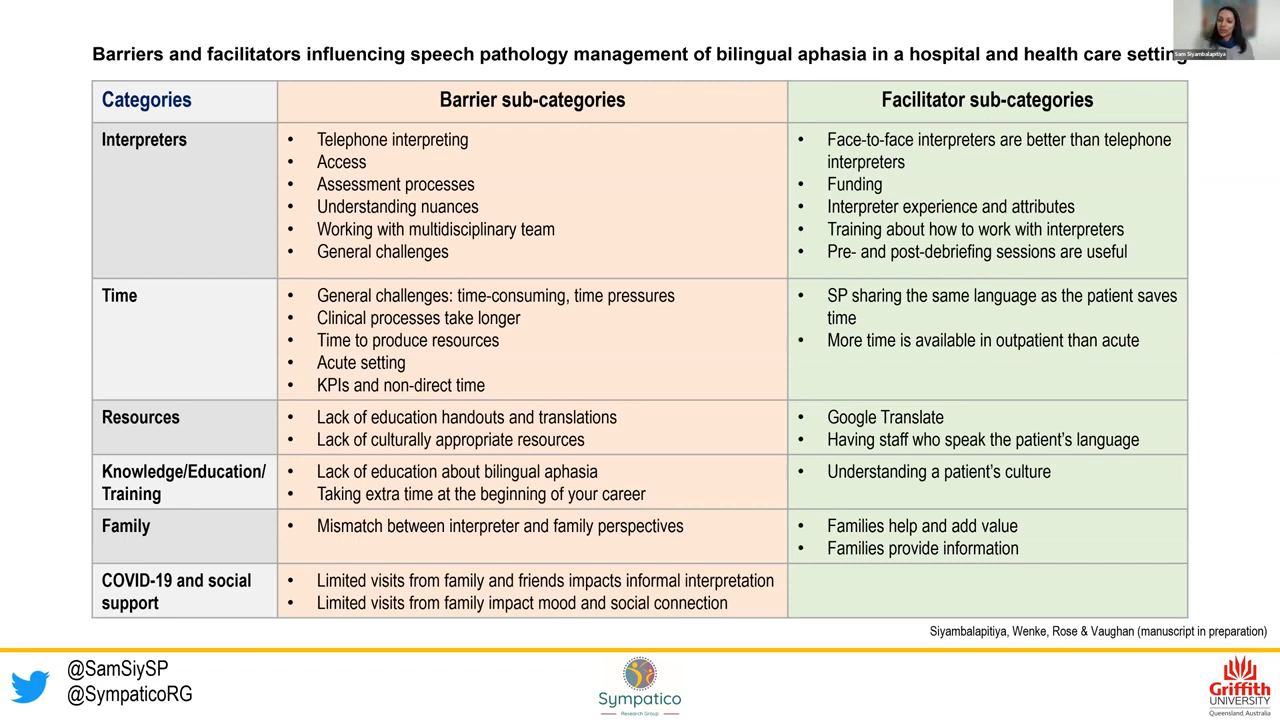 Sam Siyambalapitiya
Barriers and facilitators influencing speech pathology management of bilingual aphasia in a hospital and health care setting
Categories
Barrier sub-categories
Facilitator sub-categories
Interpreters
• Telephone interpreting
• Access
• Assessment processes
• Understanding nuances
• Working with multidisciplinary team
• General challenges
• Face-to-face interpreters are better than telephone
interpreters
• Funding
• Interpreter experience and attributes
• Training about how to work with interpreters
• Pre- and post-debriefing sessions are useful
Time
• General challenges: time-consuming, time pressures
• Clinical processes take longer
• Time to produce resources
• Acute setting
• KPIs and non-direct time
• SP sharing the same language as the patient saves
time
• More time is available in outpatient than acute
Resources
• Lack of education handouts and translations
• Lack of culturally appropriate resources
• Google Translate
• Having staff who speak the patient's language
Knowledge/Education/
Training
• Lack of education about bilingual aphasia
• Taking extra time at the beginning of your career
• Understanding a patient's culture
Family
• Mismatch between interpreter and family perspectives
• Families help and add value
• Families provide information
COVID-19 and social
support
• Limited visits from family and friends impacts informal interpretation
• Limited visits from family impact mood and social connection
Siyambalapitiya, Wenke, Rose & Vaughan (manuscript in preparation)
@SamSiySP
@SympaticoRG
Sympatico
Research Group
Griffith
UNIVERSITY
Queensland, Australia